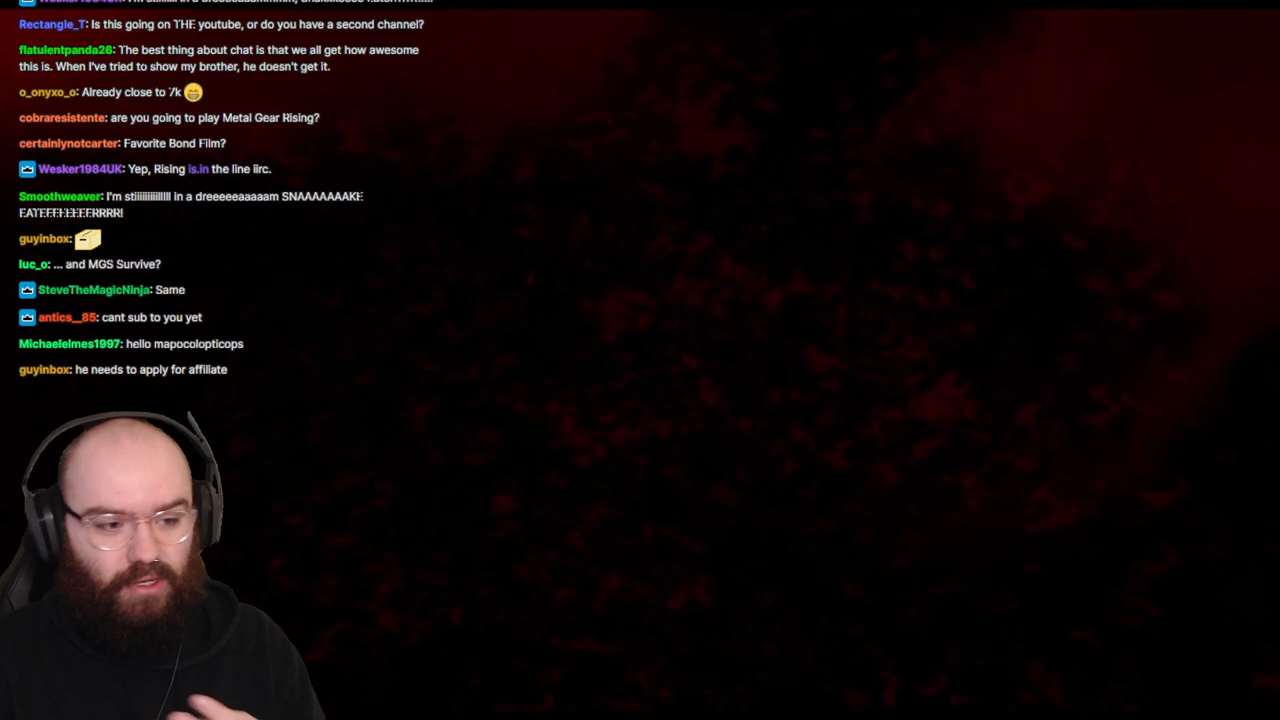 Rectangle_T: Is this going on THE youtube, or do you have a second channel?
flatulentpanda26: The best thing about chat is that we all get how awesome
this is. When I've tried to show my brother, he doesn't get it.
o_onyxo_o: Already close to 7k 😁
cobraresistente: are you going to play Metal Gear Rising?
certainlynotcarter: Favorite Bond Film?
Wesker1984UK: Yep, Rising is.in the line iirc.
Smoothweaver: I'm stiiiiiiiiillll in a dreeeeeaaaaam SNAAAAAAKE
EATEEEEEEEERRRR!
guyinbox:
luc_o: ... and MGS Survive?
SteveTheMagicNinja: Same
antics__85: cant sub to you yet
Michaelelmes1997: hello mapocolopticops
guyinbox: he needs to apply for affiliate